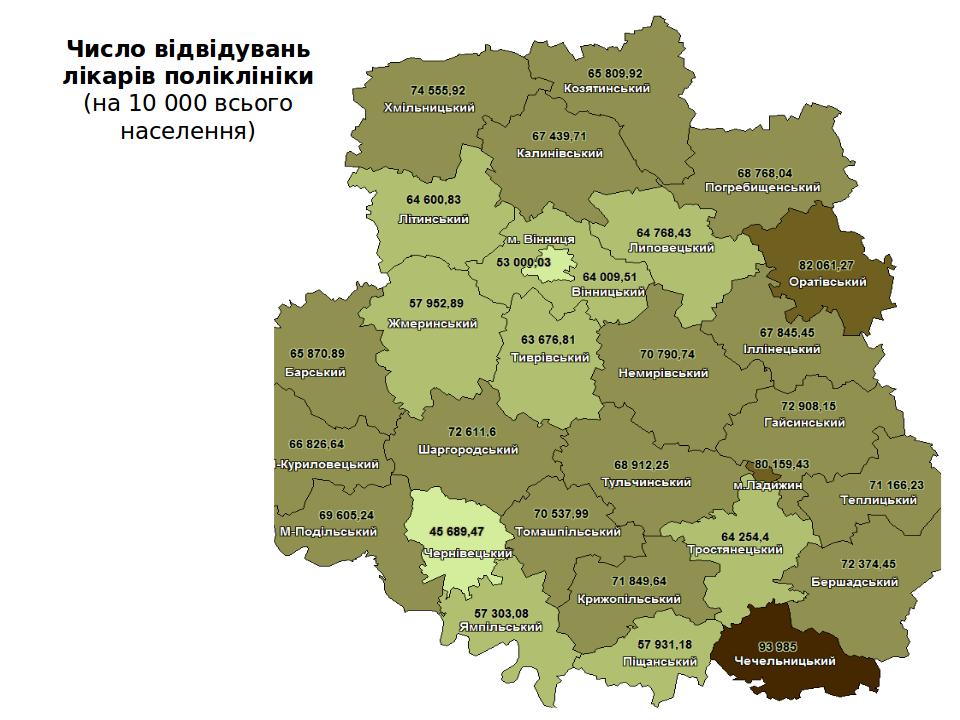 Число відвідувань
лікарів поліклініки
(на 10 000 всього
населення)
65 809,92
Козятинський
74 555,92
Хмільницький
67 439,71
Калинівський
68 768,04
Погребищенський
64 600,83
Літинський
64 768,43
Липовецький
м. Вінниця
53 000,03
64 009,51
Вінницький
82 061,27
Оратівський
57 952,89
Жмеринський
63 676,81
Тиврівський
67 845,45
Іллінецький
65 870,89
Барський
70 790,74
Немирівський
72 908,15
Гайсинський
66 826,64
-Куриловецький
72 611,6
Шаргородський
68 912,25
Тульчинський
80 159,43
м.Ладижин
71 166,23
Теплицький
69 605,24
М-Подільський
45 689,47
Чернівецький
70 537,99
Томашпільський
64 254,4
Тростянецький
72 374,45
Бершадський
71 849,64
Крижопільський
57 303,08
Ямпільський
57 931,18
Піщанський
93 985
Чечельницький